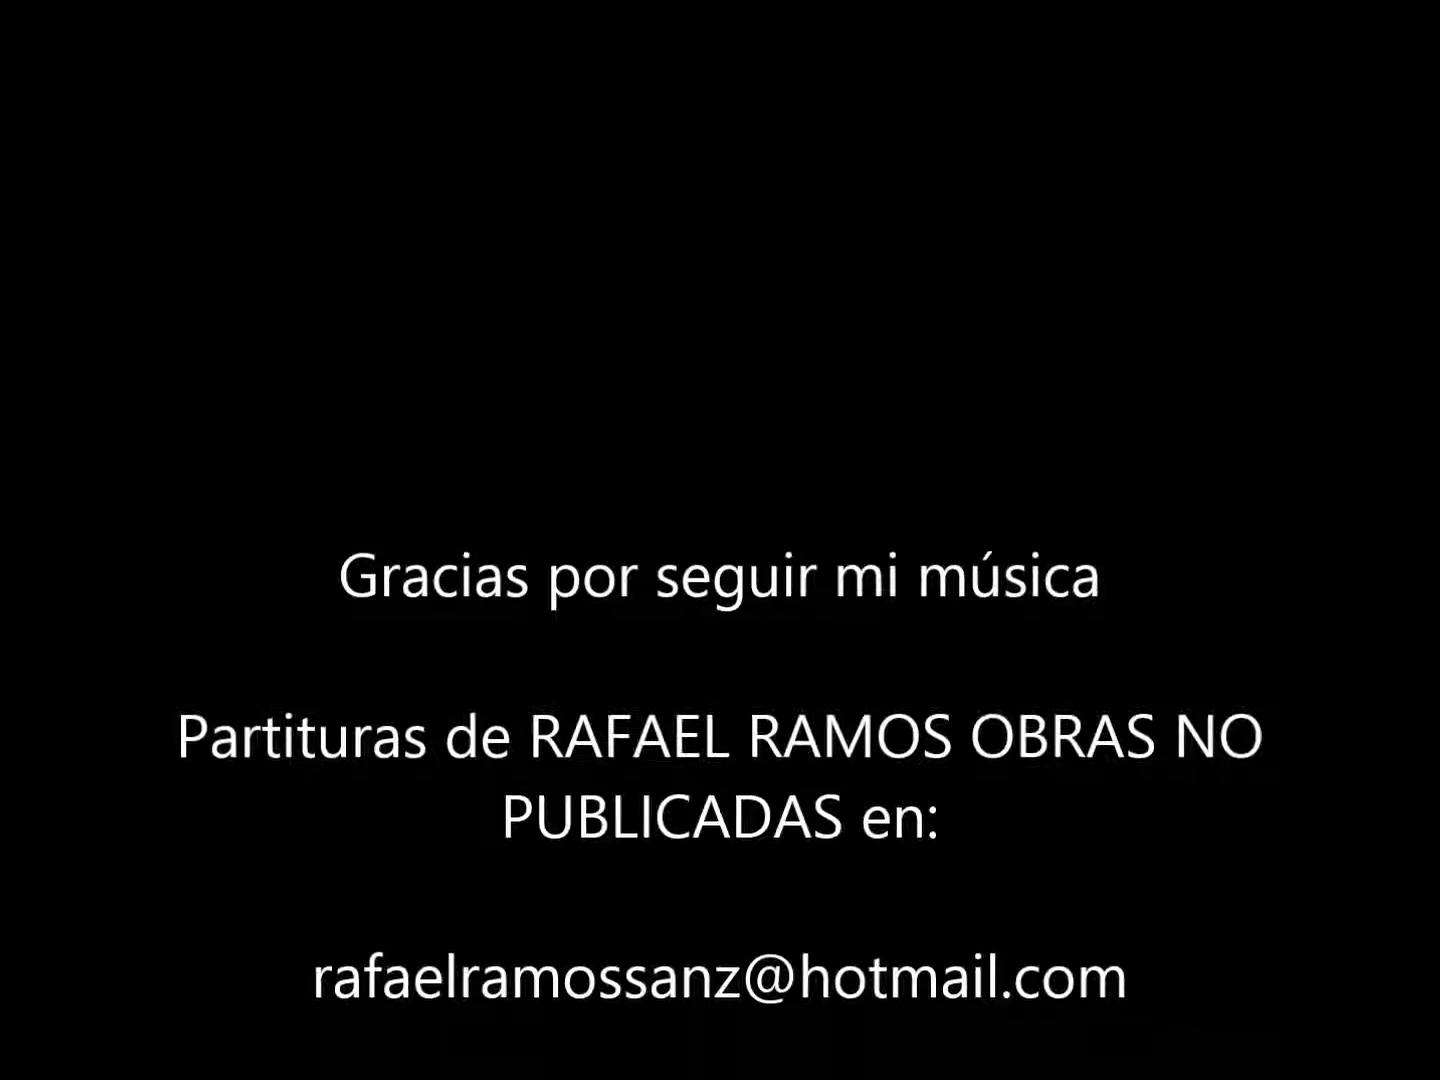 Gracias por seguir mi música
Partituras de RAFAEL RAMOS OBRAS NO
PUBLICADAS en:
rafaelramossanz@hotmail.com